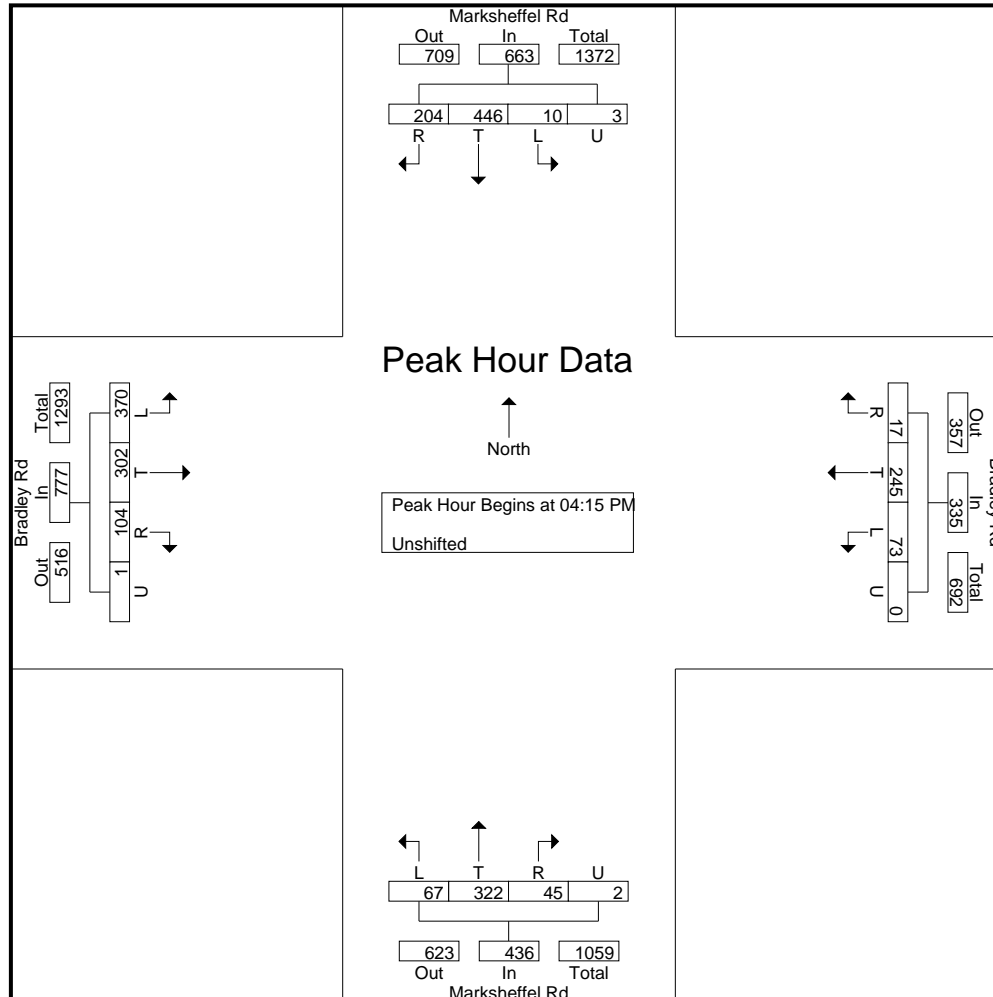 Marksheffel Rd
Out In Total
709 663 1372
204 446 10 3
R T L U
Peak Hour Data
North
Peak Hour Begins at 04:15 PM
Unshifted
Bradley Rd
Total In Out
1293 777 516
370 302 104 1
L T R U
R T L U
17 245 73 0
Out In Total
357 335 692
Bradley Rd
L T R U
67 322 45 2
623 436 1059
Out In Total
Marksheffel Rd